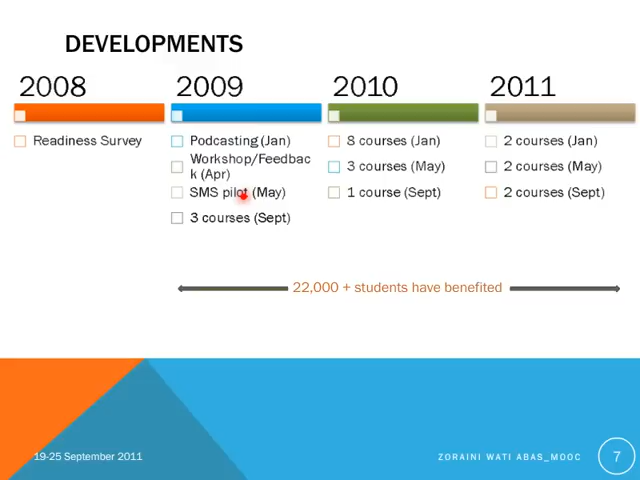 DEVELOPMENTS
2008
Readiness Survey
2009
Podcasting (Jan)
Workshop/Feedbac
k (Apr)
SMS pilot (May)
3 courses (Sept)
2010
8 courses (Jan)
3 courses (May)
1 course (Sept)
2011
2 courses (Jan)
2 courses (May)
2 courses (Sept)
22,000 + students have benefited
19-25 September 2011
ZORAINI WATI ABAS_MOOC
7